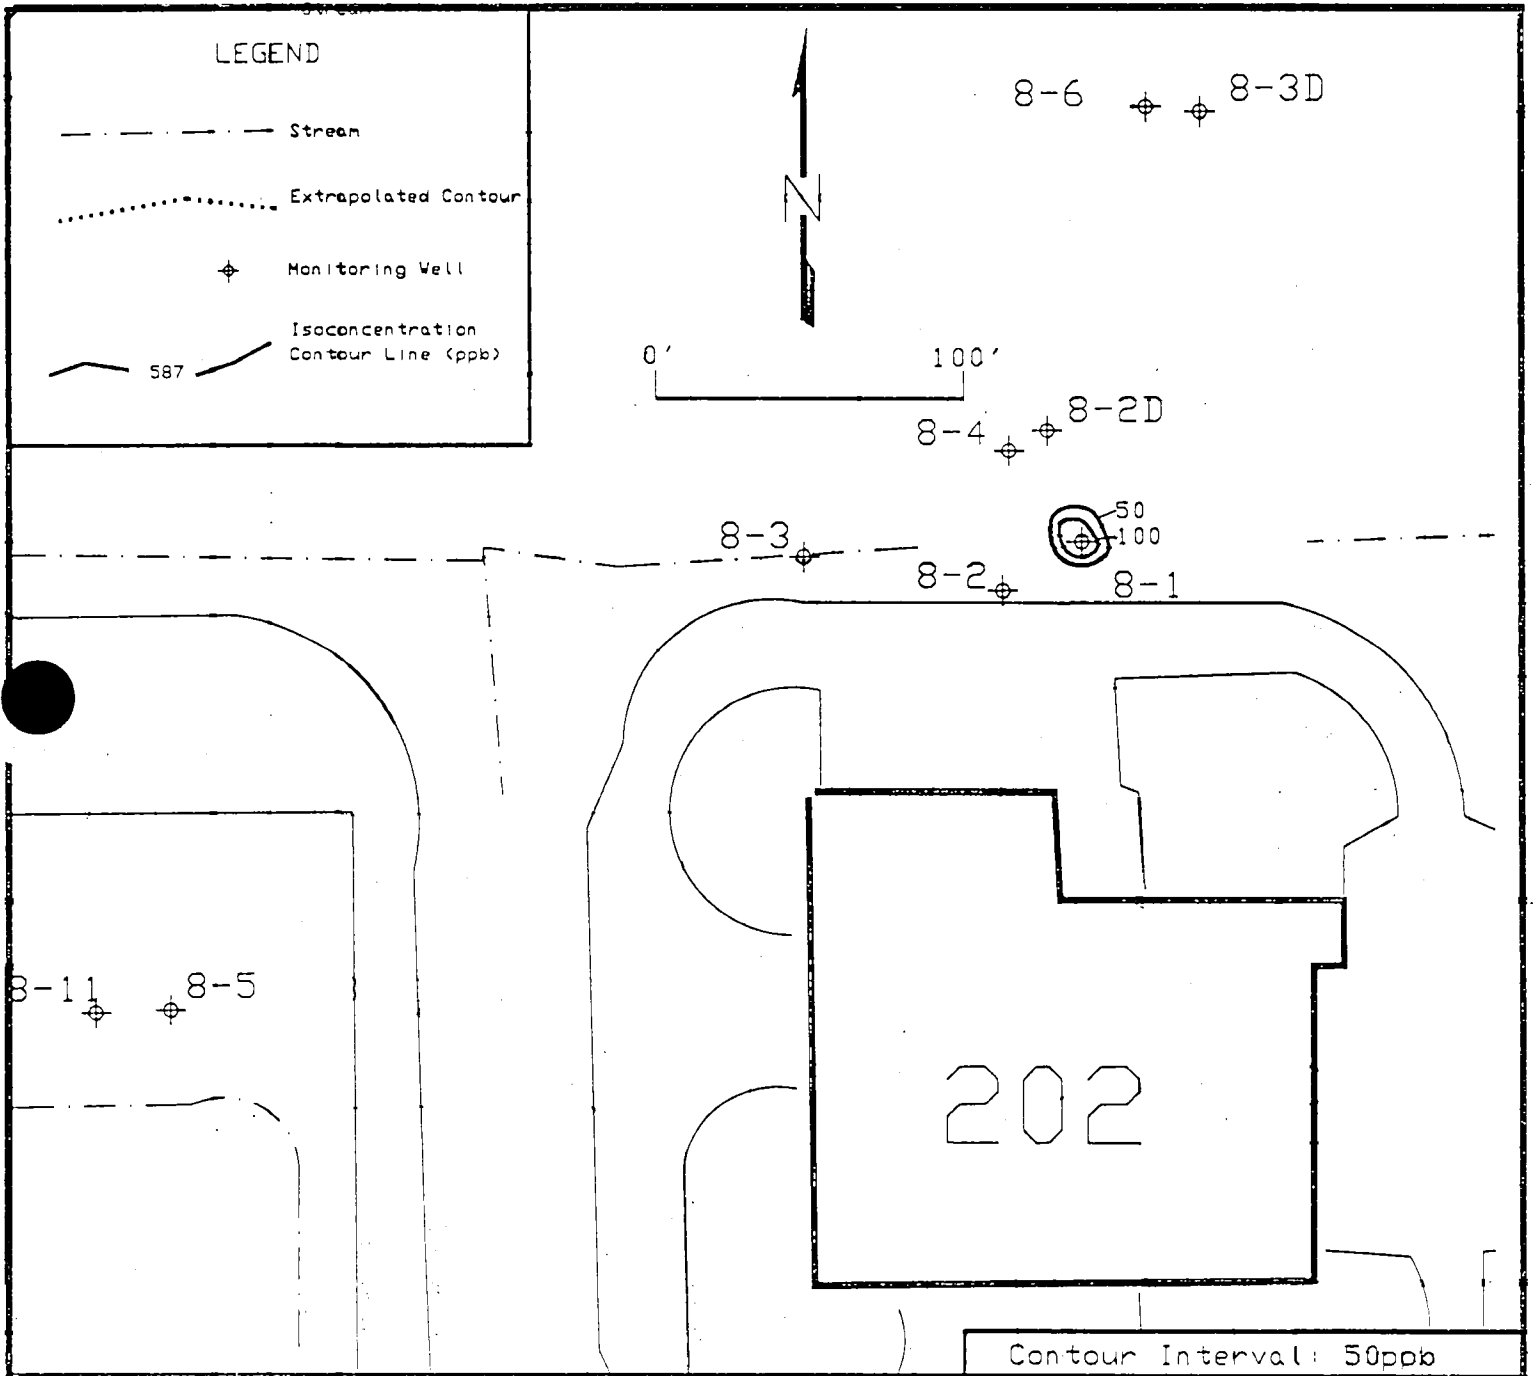 Stream
LEGEND
Stream
Extrapolated Contour
Monitoring Well
Isoconcentration
Contour Line (ppb)
587
N
0' 100'
8-6 8-3D
8-4 8-2D
50
100
8-3
8-2 8-1
8-11 8-5
202
Contour Interval: 50ppb